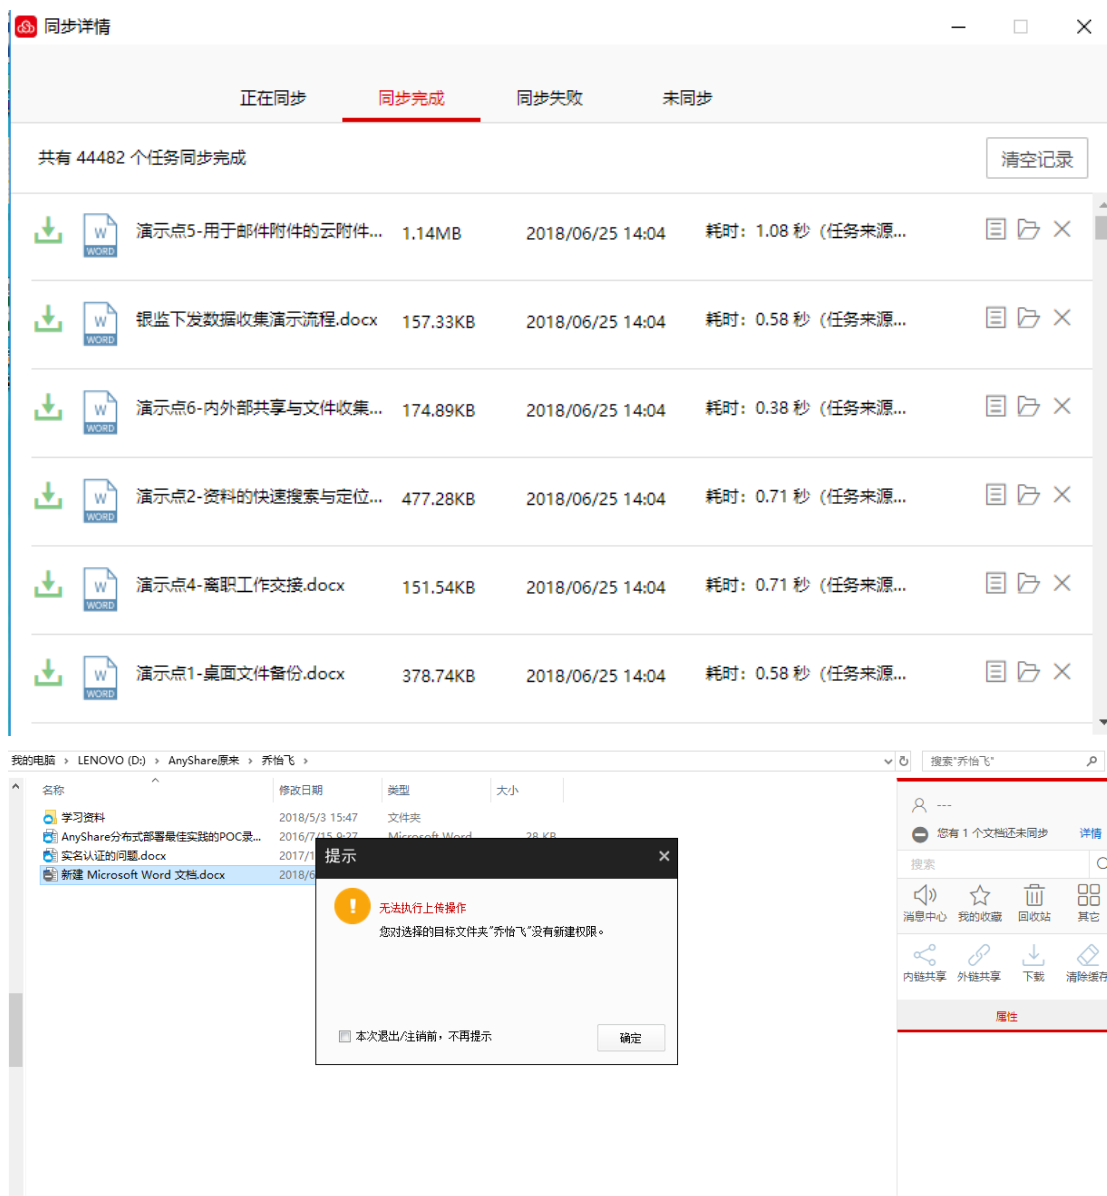 同步详情
正在同步 同步完成 同步失败 未同步
共有 44482 个任务同步完成 清空记录
W WORD 演示点5-用于邮件附件的云附件... 1.14MB 2018/06/25 14:04 耗时：1.08 秒（任务来源...
W WORD 银监下发数据收集演示流程.docx 157.33KB 2018/06/25 14:04 耗时：0.58 秒（任务来源...
W WORD 演示点6-内外部共享与文件收集... 174.89KB 2018/06/25 14:04 耗时：0.38 秒（任务来源...
W WORD 演示点2-资料的快速搜索与定位... 477.28KB 2018/06/25 14:04 耗时：0.71 秒（任务来源...
W WORD 演示点4-离职工作交接.docx 151.54KB 2018/06/25 14:04 耗时：0.71 秒（任务来源...
W WORD 演示点1-桌面文件备份.docx 378.74KB 2018/06/25 14:04 耗时：0.58 秒（任务来源...
我的电脑 › LENOVO (D:) › AnyShare原来 › 乔怡飞 › 搜索"乔怡飞"
名称 修改日期 类型 大小
学习资料 2018/5/3 15:47 文件夹
AnyShare分布式部署最佳实践的POC录... 2016/7/15 9:27 Microsoft Word 28 KB
实名认证的问题.docx 2017/1
新建 Microsoft Word 文档.docx 2018/6
提示
无法执行上传操作
您对选择的目标文件夹"乔怡飞"没有新建权限。
本次退出/注销前，不再提示 确定
---
您有 1 个文档还未同步 详情
搜索
消息中心 我的收藏 回收站 其它
内链共享 外链共享 下载 清除缓存
属性